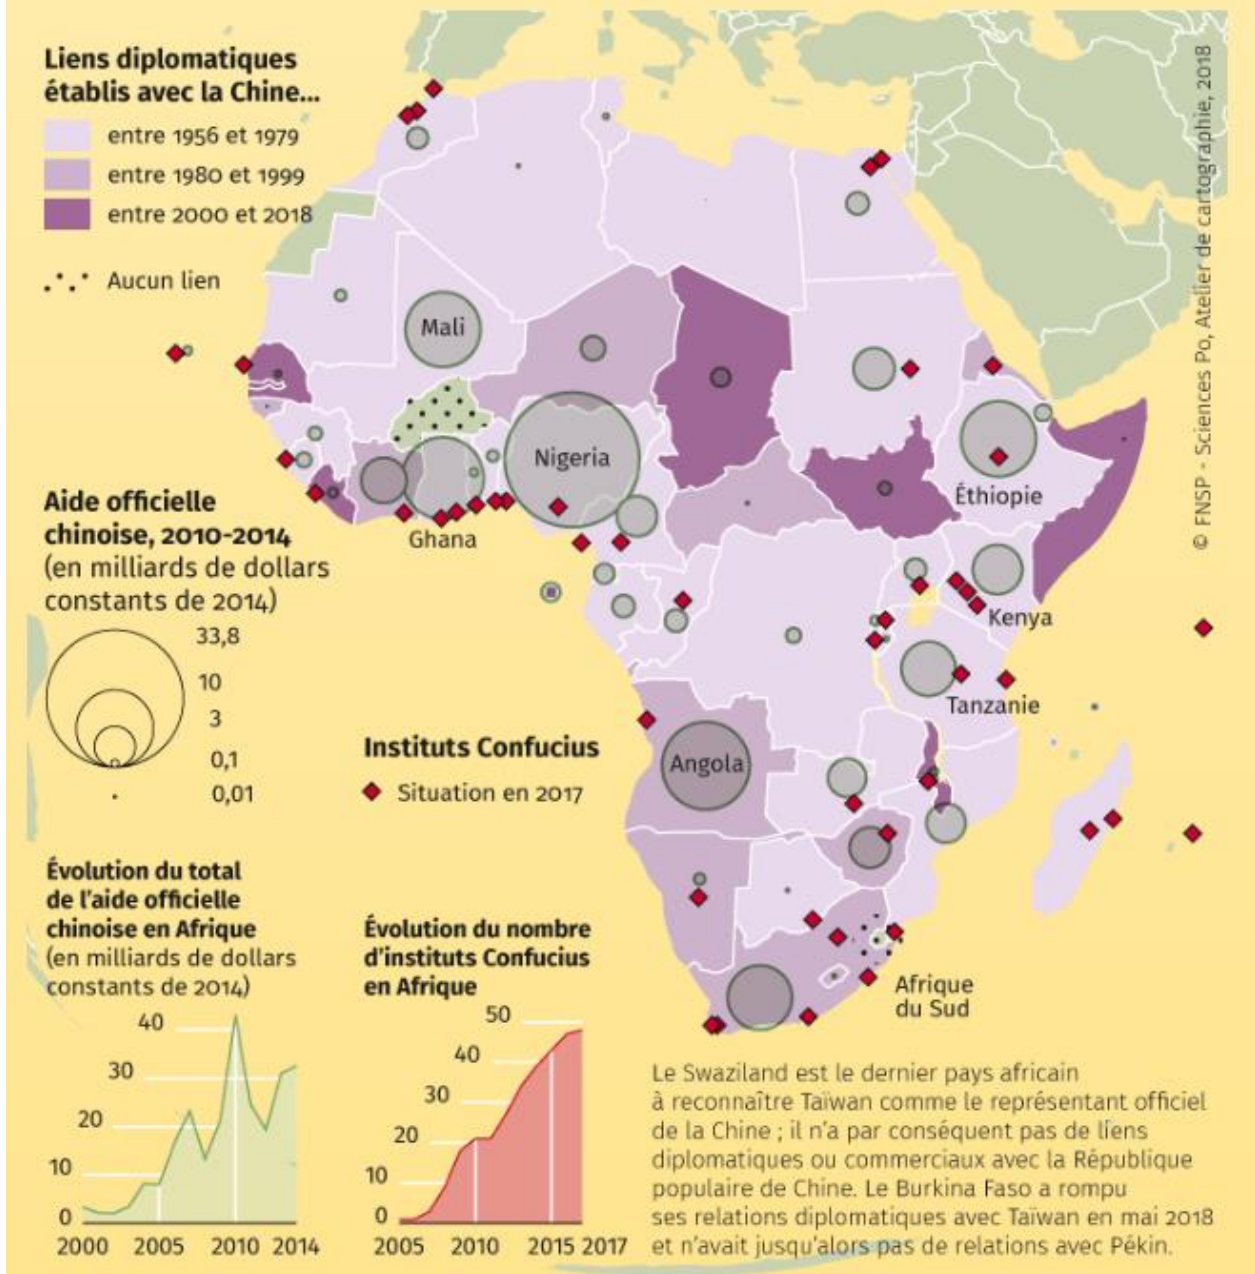 Liens diplomatiques
établis avec la Chine...
entre 1956 et 1979
entre 1980 et 1999
entre 2000 et 2018
Aucun lien
Aide officielle
chinoise, 2010-2014
(en milliards de dollars
constants de 2014)
33,8
10
3
0,1
0,01
Mali
Nigeria
Ghana
Éthiopie
Kenya
Tanzanie
Angola
Afrique
du Sud
Instituts Confucius
Situation en 2017
Évolution du total
de l'aide officielle
chinoise en Afrique
(en milliards de dollars
constants de 2014)
40
30
20
10
0
2000 2005 2010 2014
Évolution du nombre
d'instituts Confucius
en Afrique
50
40
30
20
10
0
2005 2010 2015 2017
Le Swaziland est le dernier pays africain
à reconnaître Taïwan comme le représentant officiel
de la Chine ; il n'a par conséquent pas de liens
diplomatiques ou commerciaux avec la République
populaire de Chine. Le Burkina Faso a rompu
ses relations diplomatiques avec Taïwan en mai 2018
et n'avait jusqu'alors pas de relations avec Pékin.
© FNSP - Sciences Po, Atelier de cartographie, 2018